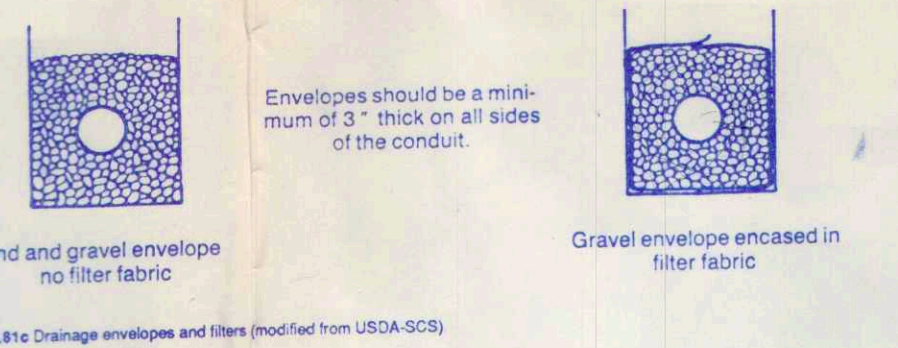 Envelopes should be a mini-
mum of 3" thick on all sides
of the conduit.
nd and gravel envelope
no filter fabric
Gravel envelope encased in
filter fabric
.81c Drainage envelopes and filters (modified from USDA-SCS)